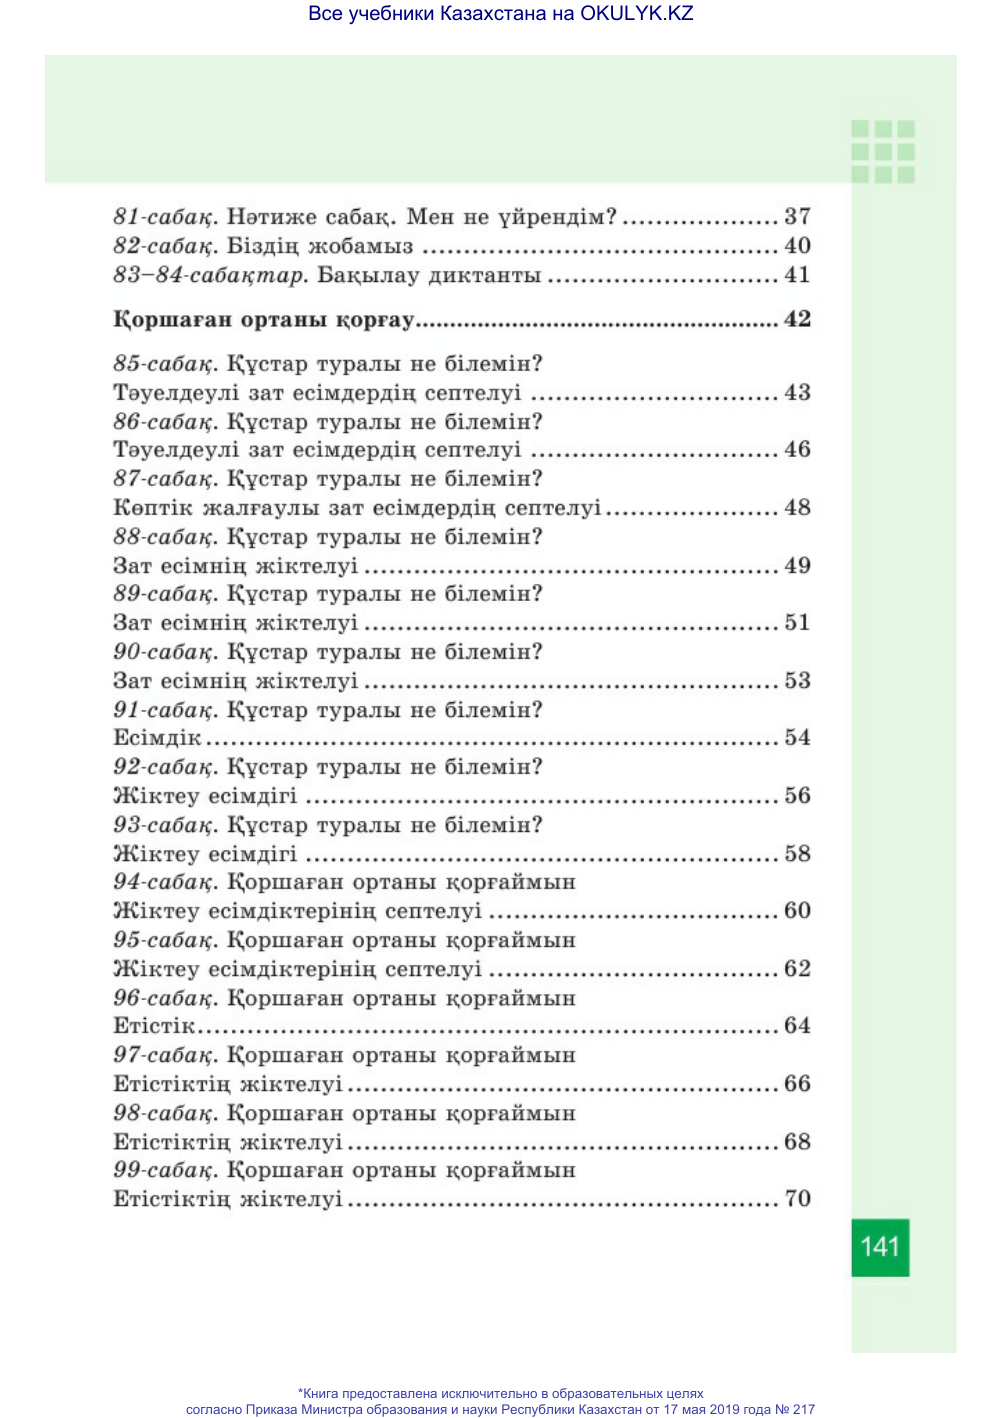 Все учебники Казахстана на OKULYK.KZ
81-сабақ. Нәтиже сабақ. Мен не үйрендім? ................... 37
82-сабақ. Біздің жобамыз ........................................... 40
83–84-сабақтар. Бақылау диктанты ............................ 41
Қоршаған ортаны қорғау..................................................... 42
85-сабақ. Құстар туралы не білемін?
Тәуелдеулі зат есімдердің септелуі .............................. 43
86-сабақ. Құстар туралы не білемін?
Тәуелдеулі зат есімдердің септелуі .............................. 46
87-сабақ. Құстар туралы не білемін?
Көптік жалғаулы зат есімдердің септелуі ..................... 48
88-сабақ. Құстар туралы не білемін?
Зат есімнің жіктелуі .................................................. 49
89-сабақ. Құстар туралы не білемін?
Зат есімнің жіктелуі .................................................. 51
90-сабақ. Құстар туралы не білемін?
Зат есімнің жіктелуі .................................................. 53
91-сабақ. Құстар туралы не білемін?
Есімдік ..................................................................... 54
92-сабақ. Құстар туралы не білемін?
Жіктеу есімдігі ......................................................... 56
93-сабақ. Құстар туралы не білемін?
Жіктеу есімдігі ......................................................... 58
94-сабақ. Қоршаған ортаны қорғаймын
Жіктеу есімдіктерінің септелуі ................................... 60
95-сабақ. Қоршаған ортаны қорғаймын
Жіктеу есімдіктерінің септелуі ................................... 62
96-сабақ. Қоршаған ортаны қорғаймын
Етістік...................................................................... 64
97-сабақ. Қоршаған ортаны қорғаймын
Етістіктің жіктелуі .................................................... 66
98-сабақ. Қоршаған ортаны қорғаймын
Етістіктің жіктелуі .................................................... 68
99-сабақ. Қоршаған ортаны қорғаймын
Етістіктің жіктелуі .................................................... 70
141
*Книга предоставлена исключительно в образовательных целях
согласно Приказа Министра образования и науки Республики Казахстан от 17 мая 2019 года № 217